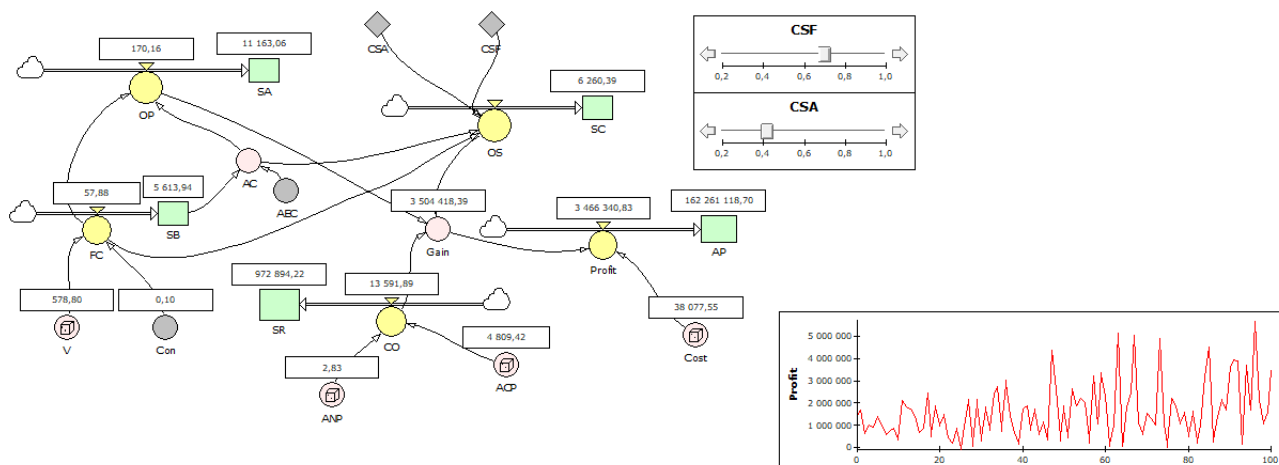 170,16
11 163,06
OP
SA
CSA
CSF
6 260,39
OS
SC
AC
AEC
57,88
5 613,94
FC
SB
3 504 418,39
Gain
3 466 340,83
Profit
162 261 118,70
AP
578,80
V
0,10
Con
972 894,22
SR
13 591,89
CO
2,83
ANP
4 809,42
ACP
38 077,55
Cost
CSF
0,2 0,4 0,6 0,8 1,0
CSA
0,2 0,4 0,6 0,8 1,0
Profit
5 000 000
4 000 000
3 000 000
2 000 000
1 000 000
0
0 20 40 60 80 100